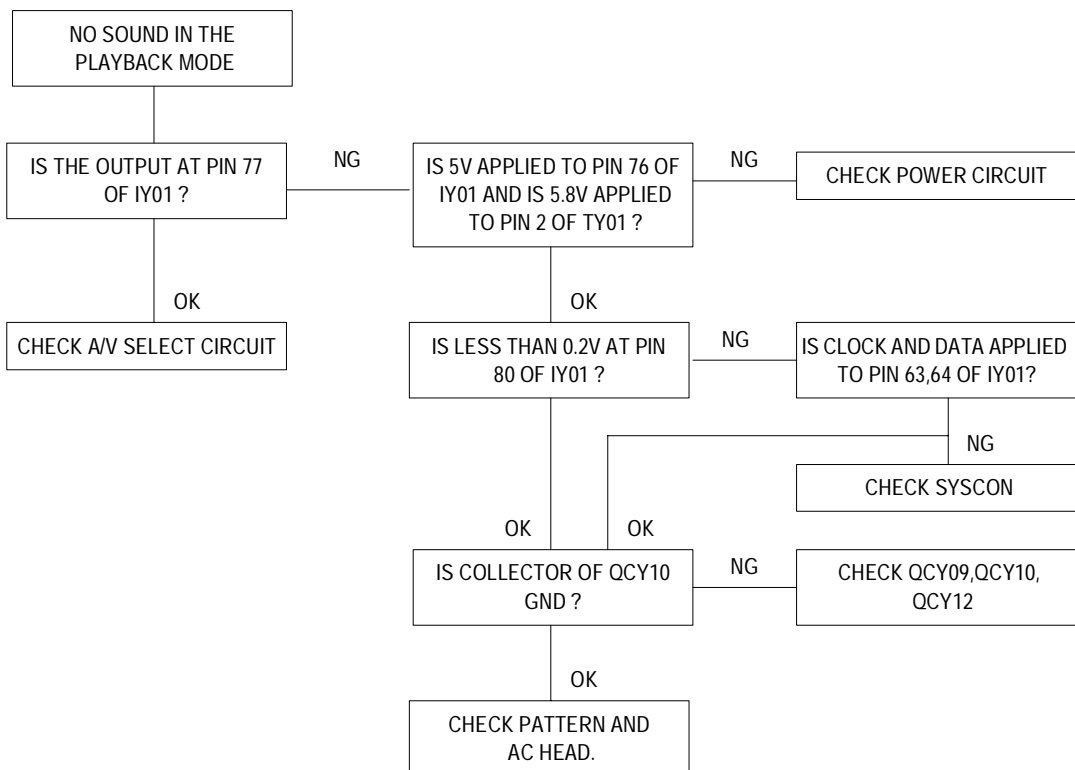 NO SOUND IN THE
PLAYBACK MODE
IS THE OUTPUT AT PIN 77
OF IY01 ?
NG
IS 5V APPLIED TO PIN 76 OF
IY01 AND IS 5.8V APPLIED
TO PIN 2 OF TY01 ?
NG
CHECK POWER CIRCUIT
OK
CHECK A/V SELECT CIRCUIT
OK
IS LESS THAN 0.2V AT PIN
80 OF IY01 ?
NG
IS CLOCK AND DATA APPLIED
TO PIN 63,64 OF IY01?
NG
CHECK SYSCON
OK
OK
IS COLLECTOR OF QCY10
GND ?
NG
CHECK QCY09,QCY10,
QCY12
OK
CHECK PATTERN AND
AC HEAD.